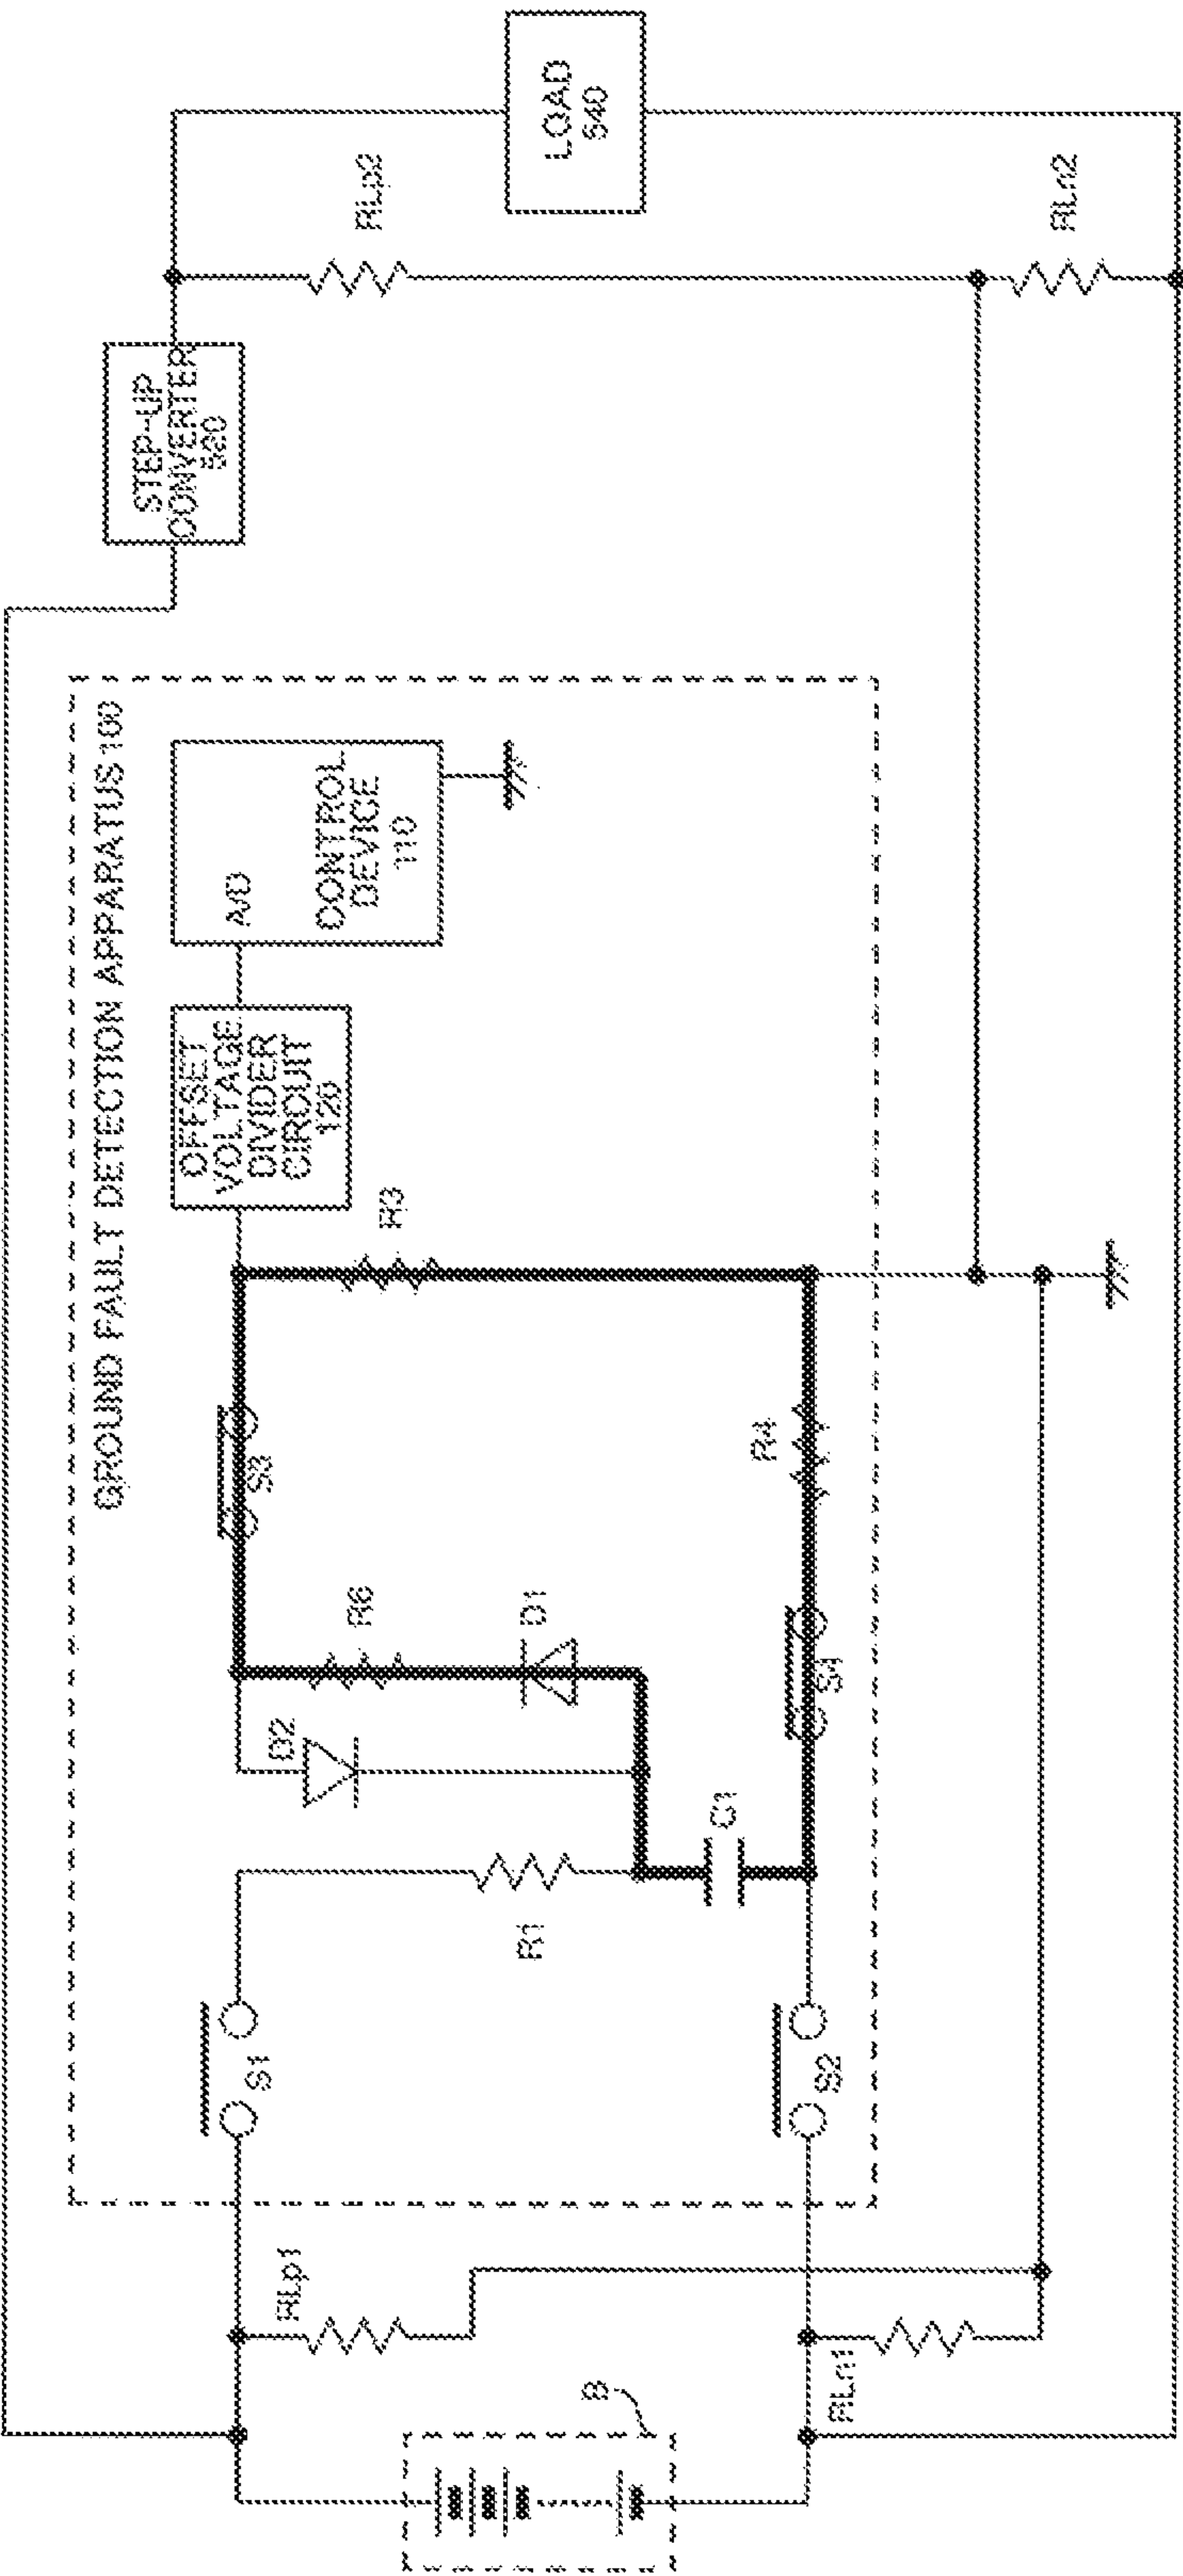 GROUND FAULT DETECTION APPARATUS 100
STEP-UP
CONVERTER
520
LOAD
540
RLp2
RLn2
A/D
CONTROL
DEVICE
110
OFFSET
VOLTAGE
DIVIDER
CIRCUIT
120
R3
S3
R4
R6
D1
S4
D2
C1
R1
S1
S2
RLp1
RLn1
B